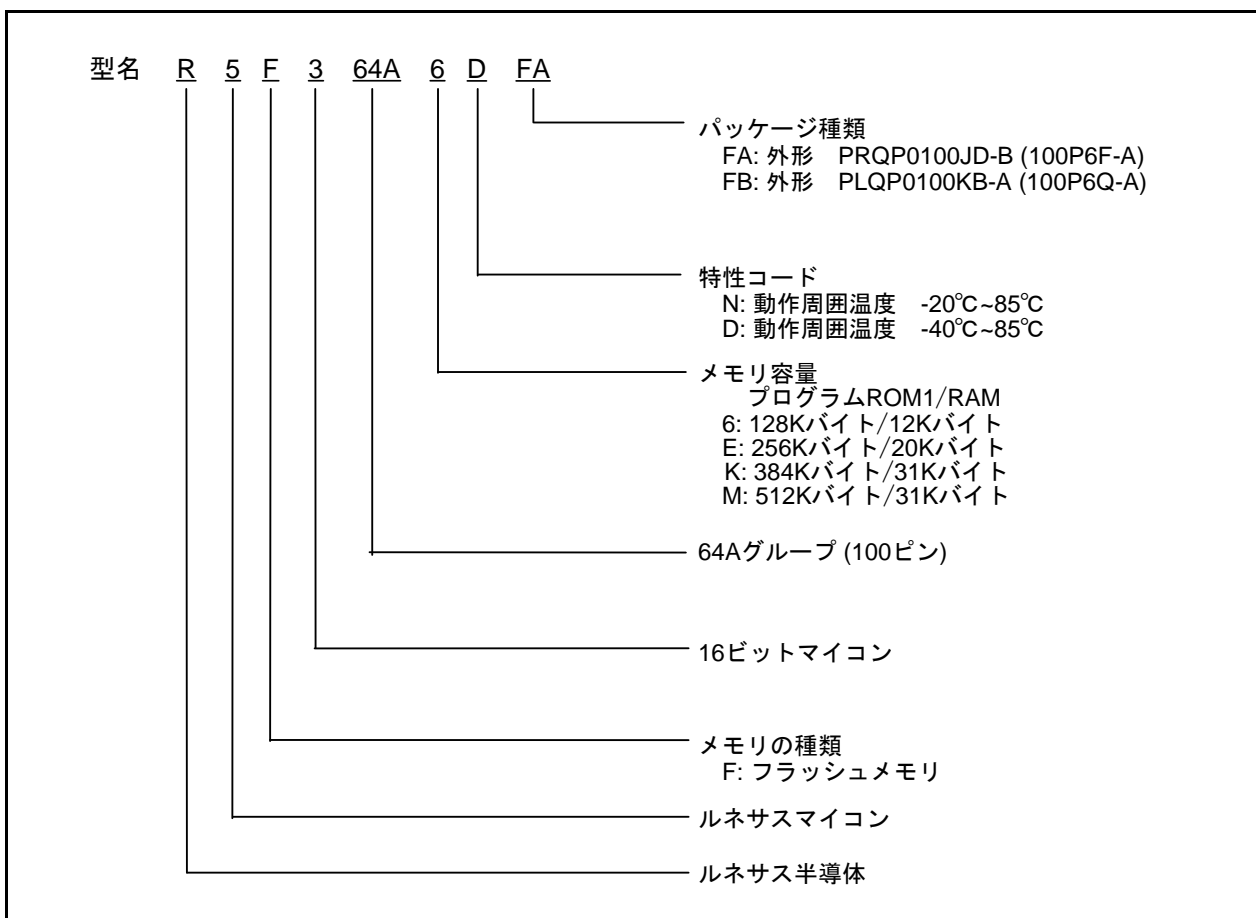 型名 R 5 F 3 64A 6 D FA
パッケージ種類
FA: 外形 PRQP0100JD-B (100P6F-A)
FB: 外形 PLQP0100KB-A (100P6Q-A)
特性コード
N: 動作周囲温度 -20℃~85℃
D: 動作周囲温度 -40℃~85℃
メモリ容量
プログラムROM1/RAM
6: 128Kバイト/12Kバイト
E: 256Kバイト/20Kバイト
K: 384Kバイト/31Kバイト
M: 512Kバイト/31Kバイト
64Aグループ (100ピン)
16ビットマイコン
メモリの種類
F: フラッシュメモリ
ルネサスマイコン
ルネサス半導体